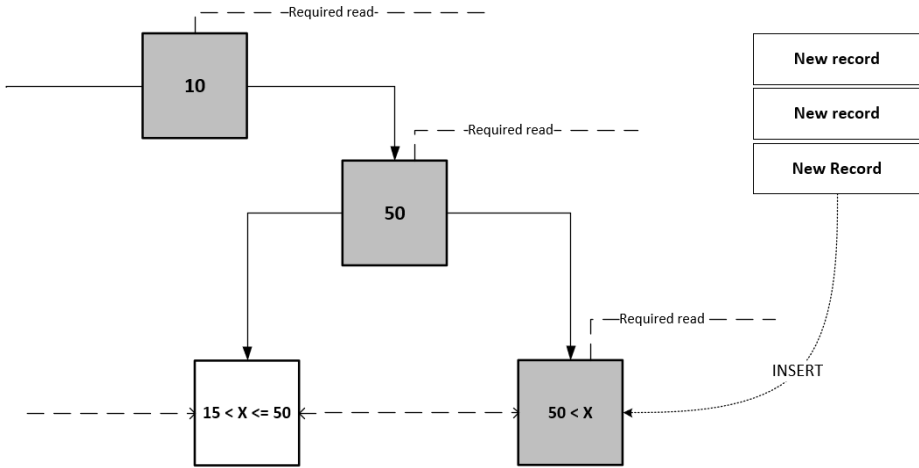 Required read
10
New record
New record
Required read
New Record
50
Required read
INSERT
15 < X <= 50
50 < X